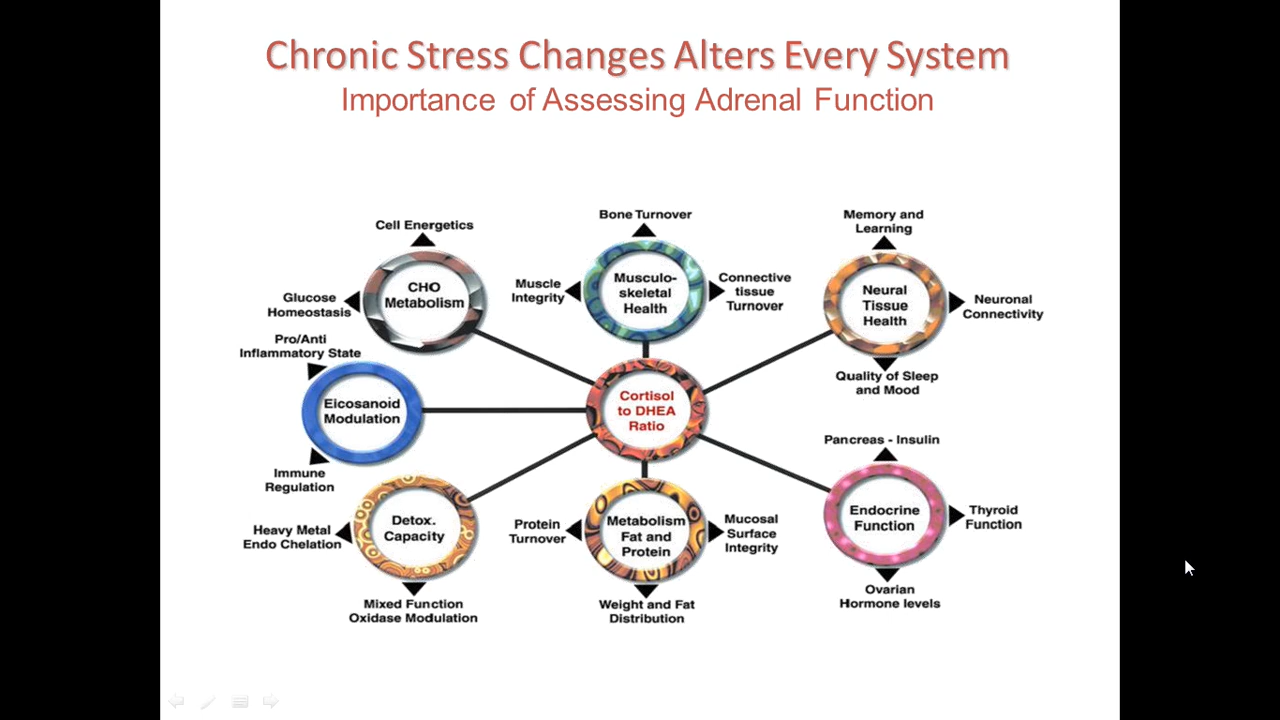 Chronic Stress Changes Alters Every System
Importance of Assessing Adrenal Function
Cell Energetics
CHO
Metabolism
Glucose
Homeostasis
Bone Turnover
Muscle
Integrity
Musculo-
skeletal
Health
Connective
tissue
Turnover
Memory and
Learning
Neural
Tissue
Health
Neuronal
Connectivity
Quality of Sleep
and Mood
Pro/Anti
Inflammatory State
Eicosanoid
Modulation
Immune
Regulation
Cortisol
to DHEA
Ratio
Heavy Metal
Endo Chelation
Detox.
Capacity
Mixed Function
Oxidase Modulation
Protein
Turnover
Metabolism
Fat and
Protein
Mucosal
Surface
Integrity
Weight and Fat
Distribution
Pancreas - Insulin
Endocrine
Function
Thyroid
Function
Ovarian
Hormone levels